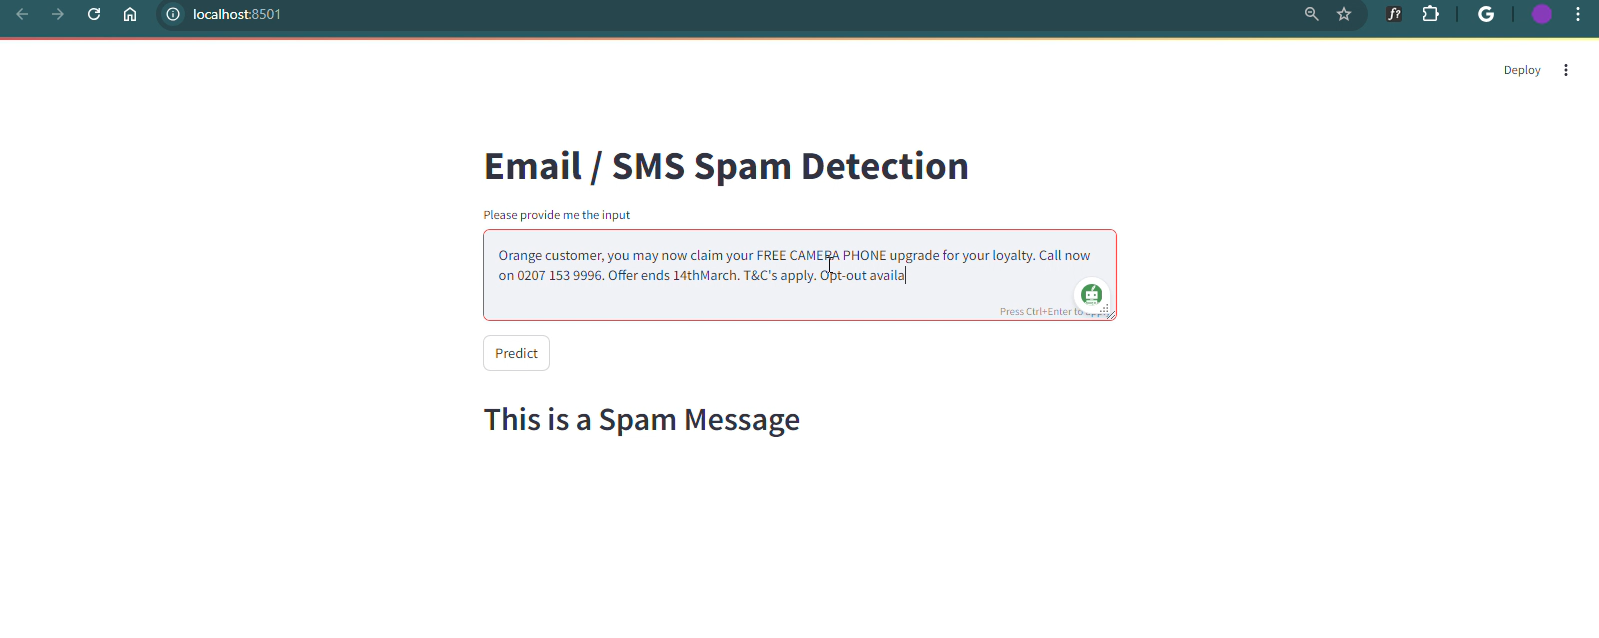 localhost:8501
Deploy
Email / SMS Spam Detection
Please provide me the input
Orange customer, you may now claim your FREE CAMERA PHONE upgrade for your loyalty. Call now
on 0207 153 9996. Offer ends 14thMarch. T&C's apply. Opt-out availa
Press Ctrl+Enter to
Predict
This is a Spam Message